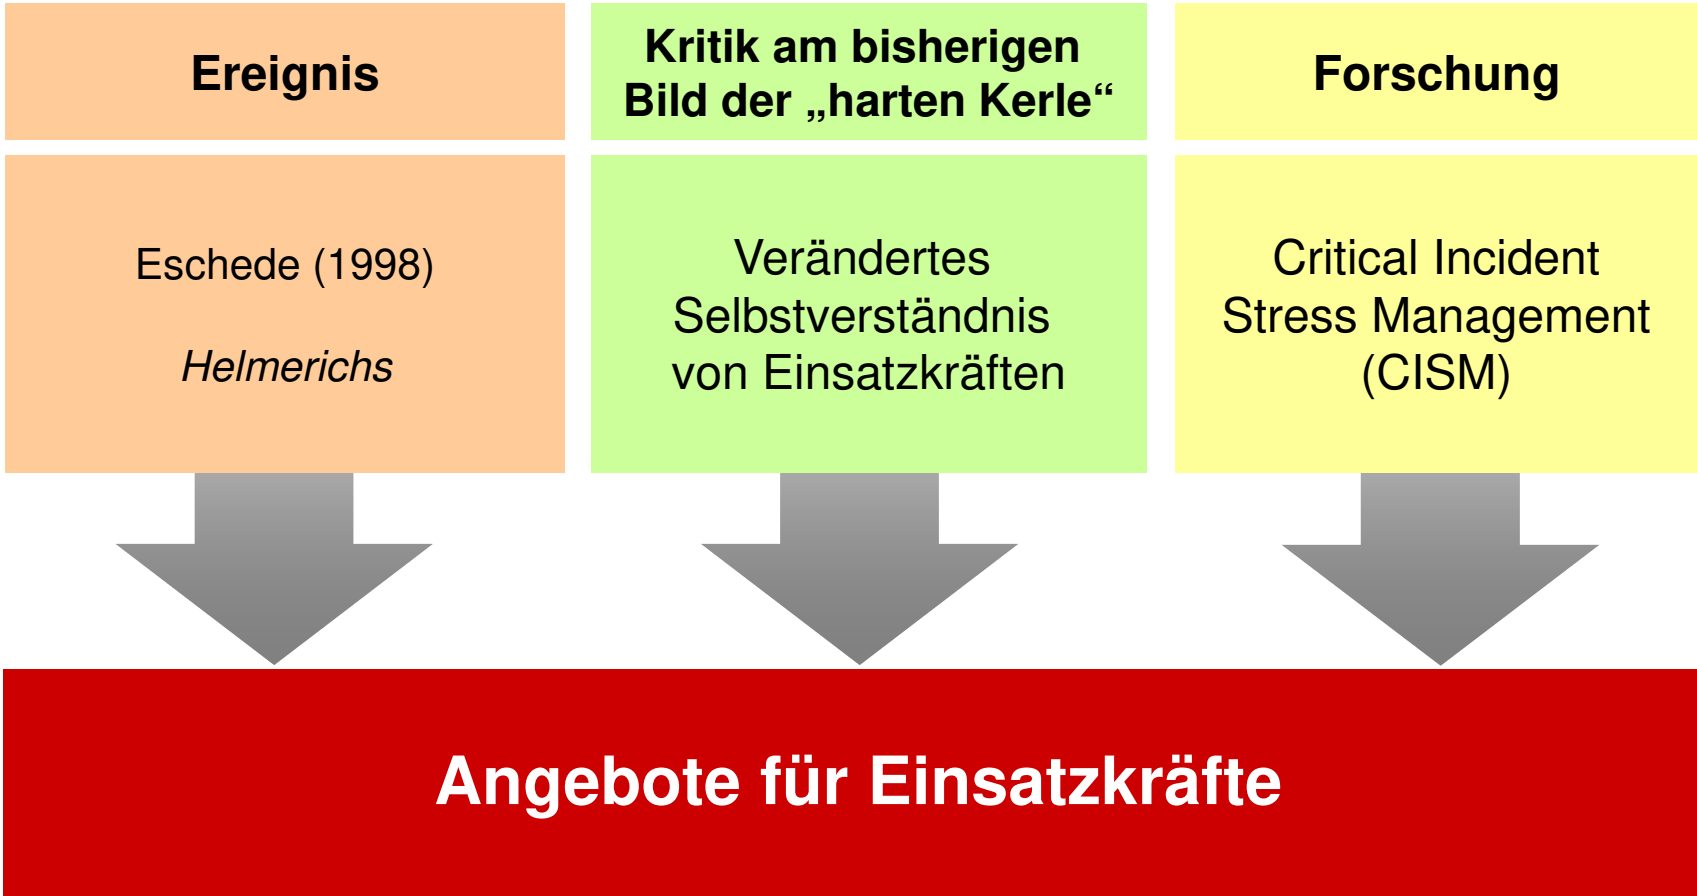 Ereignis
Kritik am bisherigen
Bild der „harten Kerle“
Forschung
Eschede (1998)
Helmerichs
Verändertes
Selbstverständnis
von Einsatzkräften
Critical Incident
Stress Management
(CISM)
Angebote für Einsatzkräfte